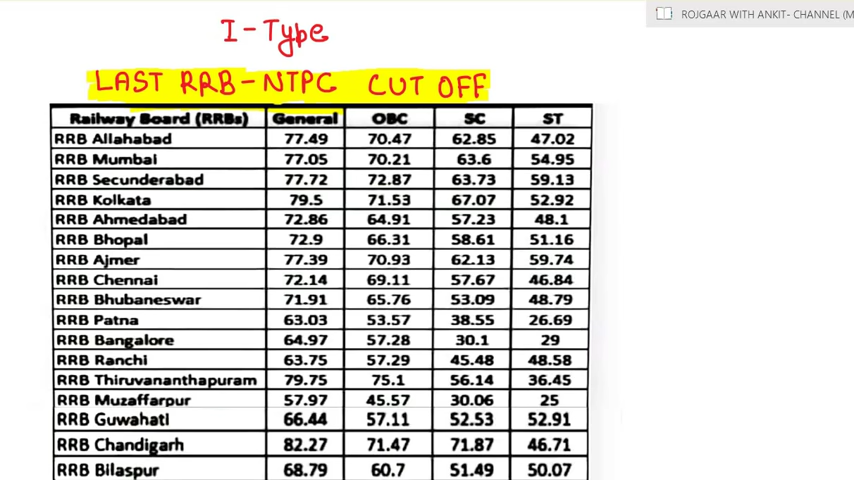 ROJGAAR WITH ANKIT- CHANNEL (M
I-Type
LAST RRB-NTPC CUT OFF
Railway Board (RRBs) General OBC SC ST
RRB Allahabad 77.49 70.47 62.85 47.02
RRB Mumbai 77.05 70.21 63.6 54.95
RRB Secunderabad 77.72 72.87 63.73 59.13
RRB Kolkata 79.5 71.53 67.07 52.92
RRB Ahmedabad 72.86 64.91 57.23 48.1
RRB Bhopal 72.9 66.31 58.61 51.16
RRB Ajmer 77.39 70.93 62.13 59.74
RRB Chennai 72.14 69.11 57.67 46.84
RRB Bhubaneswar 71.91 65.76 53.09 48.79
RRB Patna 63.03 53.57 38.55 26.69
RRB Bangalore 64.97 57.28 30.1 29
RRB Ranchi 63.75 57.29 45.48 48.58
RRB Thiruvananthapuram 79.75 75.1 56.14 36.45
RRB Muzaffarpur 57.97 45.57 30.06 25
RRB Guwahati 66.44 57.11 52.53 52.91
RRB Chandigarh 82.27 71.47 71.87 46.71
RRB Bilaspur 68.79 60.7 51.49 50.07